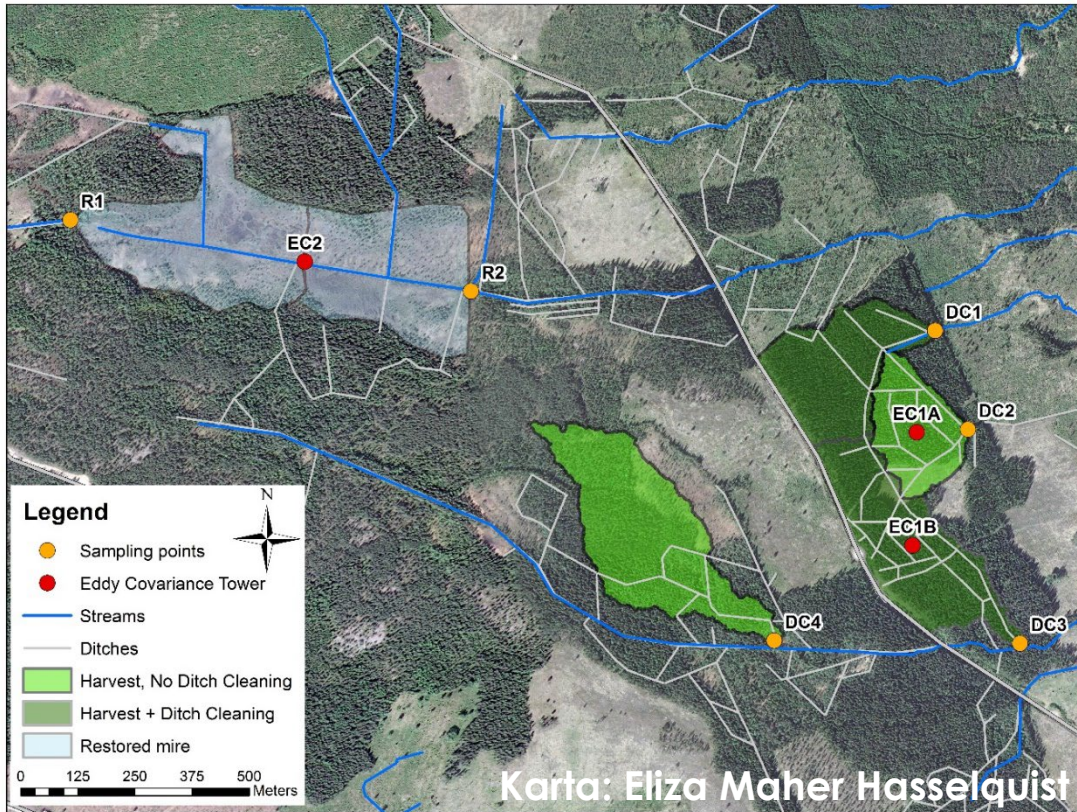 R1
EC2
R2
DC1
EC1A
DC2
EC1B
DC4
DC3
Legend
N
Sampling points
Eddy Covariance Tower
Streams
Ditches
Harvest, No Ditch Cleaning
Harvest + Ditch Cleaning
Restored mire
0 125 250 375 500
Meters
Karta: Eliza Maher Hasselquist